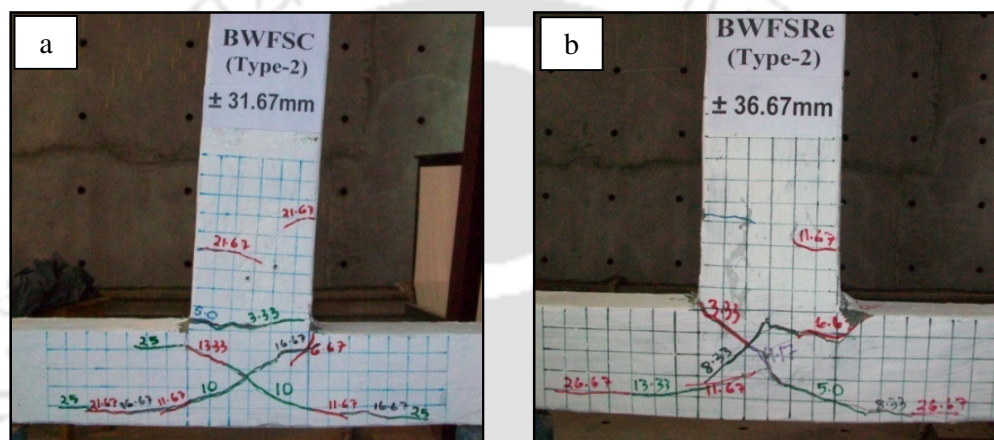 a
BWFSC
(Type-2)
± 31.67mm
21.67
21.67
5.0 3.33
25 13.33 16.67
6.67
10 10
25 21.67 16.67 11.67 11.67 16.67 25
b
BWFSRe
(Type-2)
± 36.67mm
11.67
3.33 6.67
8.33
26.67 13.33 11.67 5.0
8.33 26.67